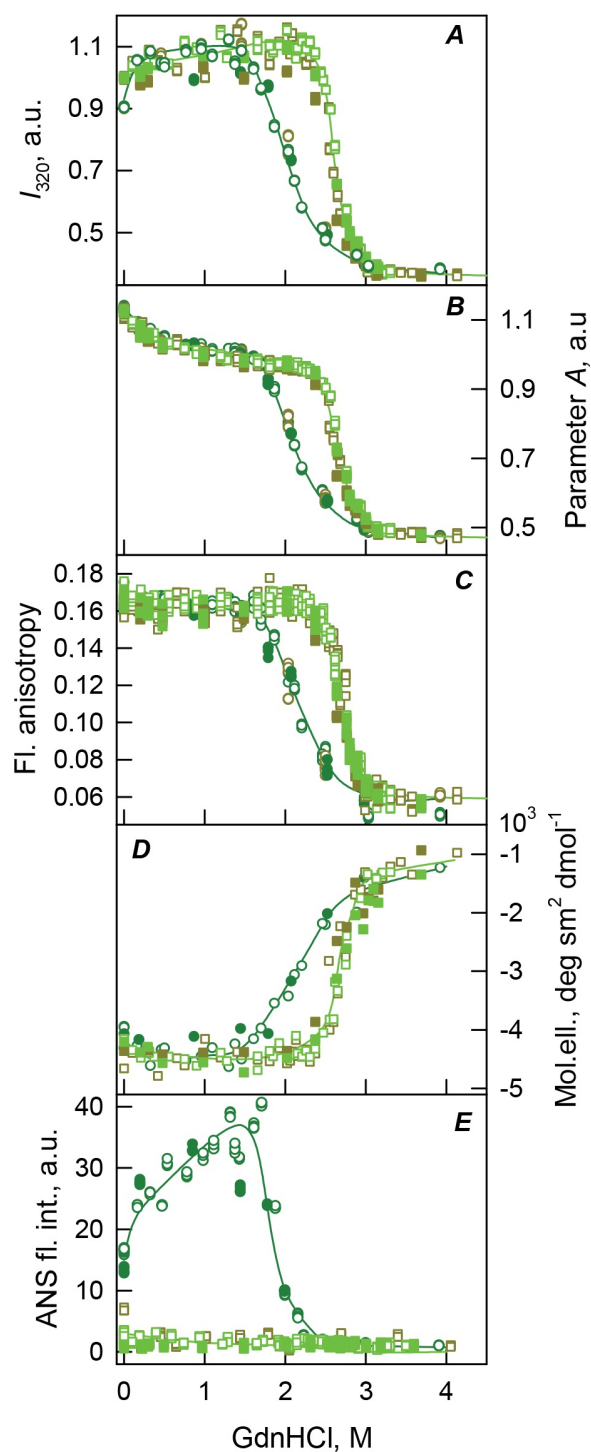 A
1.1
0.9
0.7
0.5
I320, a.u.
B
1.1
0.9
0.7
0.5
Parameter A, a.u
C
0.18
0.16
0.14
0.12
0.10
0.08
0.06
Fl. anisotropy
D
10³
-1
-2
-3
-4
-5
Mol.ell., deg sm² dmol⁻¹
E
40
30
20
10
0
ANS fl. int., a.u.
0 1 2 3 4
GdnHCl, M